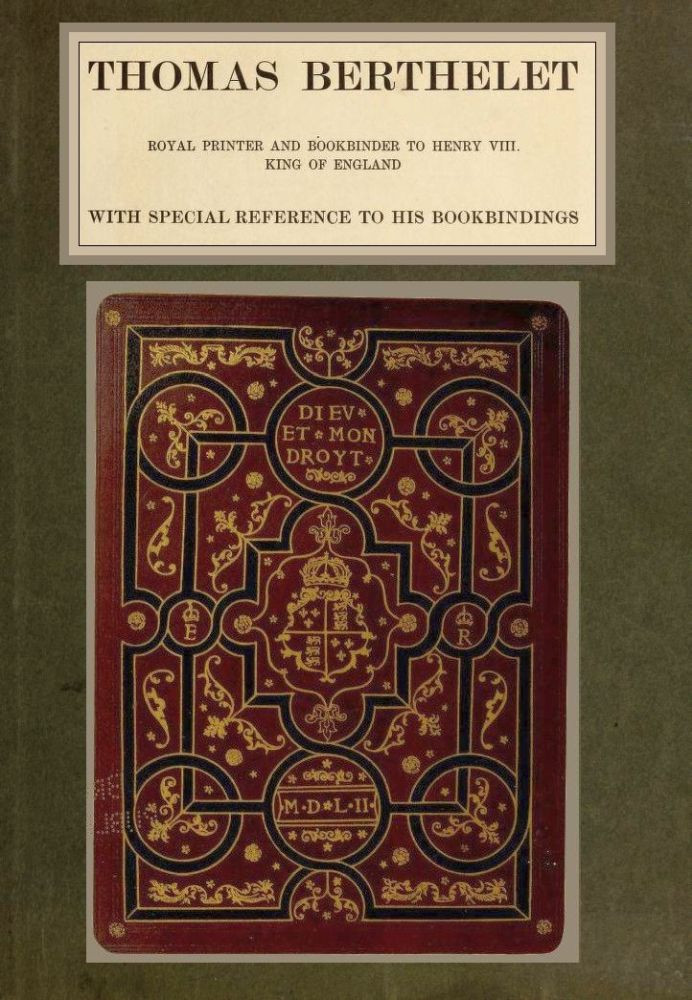 THOMAS BERTHELET
ROYAL PRINTER AND BOOKBINDER TO HENRY VIII.
KING OF ENGLAND
WITH SPECIAL REFERENCE TO HIS BOOKBINDINGS
DIEV
ET MON
DROYT
E R
M·D·L·II·